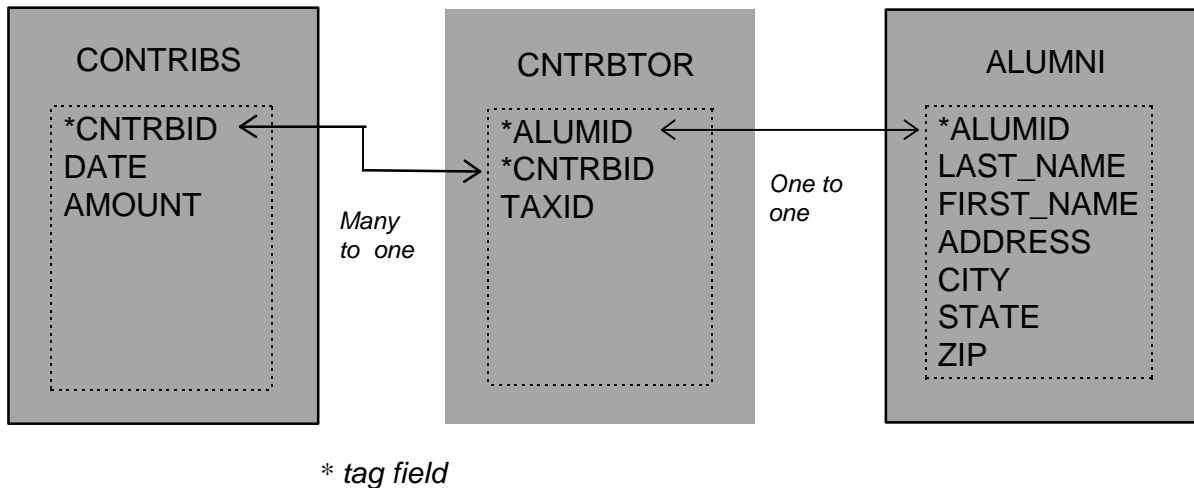 CONTRIBS
*CNTRBID
DATE
AMOUNT
Many
to one
CNTRBTOR
*ALUMID
*CNTRBID
TAXID
One to
one
ALUMNI
*ALUMID
LAST_NAME
FIRST_NAME
ADDRESS
CITY
STATE
ZIP
* tag field